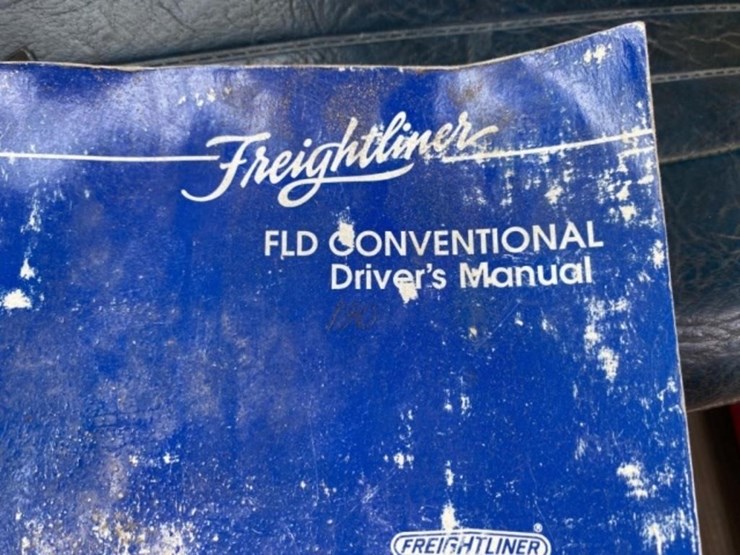 Freightliner
FLD CONVENTIONAL
Driver's Manual
FREIGHTLINER®